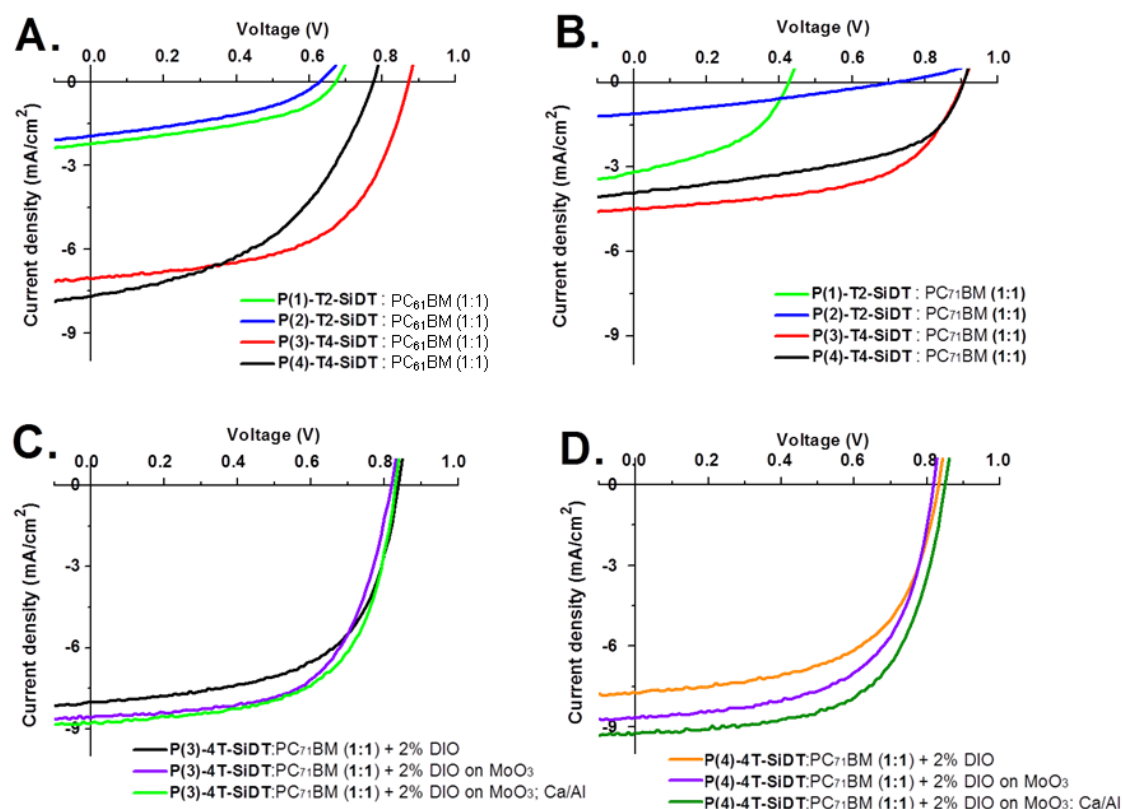 A.
Voltage (V)
0.0 0.2 0.4 0.6 0.8 1.0
0
-3
-6
-9
Current density (mA/cm²)
P(1)-T2-SiDT : PC₆₁BM (1:1)
P(2)-T2-SiDT : PC₆₁BM (1:1)
P(3)-T4-SiDT : PC₆₁BM (1:1)
P(4)-T4-SiDT : PC₆₁BM (1:1)
B.
Voltage (V)
0.0 0.2 0.4 0.6 0.8 1.0
0
-3
-6
-9
Current density (mA/cm²)
P(1)-T2-SiDT : PC₇₁BM (1:1)
P(2)-T2-SiDT : PC₇₁BM (1:1)
P(3)-T4-SiDT : PC₇₁BM (1:1)
P(4)-T4-SiDT : PC₇₁BM (1:1)
C.
Voltage (V)
0.0 0.2 0.4 0.6 0.8 1.0
0
-3
-6
-9
Current density (mA/cm²)
P(3)-4T-SiDT:PC₇₁BM (1:1) + 2% DIO
P(3)-4T-SiDT:PC₇₁BM (1:1) + 2% DIO on MoO₃
P(3)-4T-SiDT:PC₇₁BM (1:1) + 2% DIO on MoO₃; Ca/Al
D.
Voltage (V)
0.0 0.2 0.4 0.6 0.8 1.0
0
-3
-6
-9
Current density (mA/cm²)
P(4)-4T-SiDT:PC₇₁BM (1:1) + 2% DIO
P(4)-4T-SiDT:PC₇₁BM (1:1) + 2% DIO on MoO₃
P(4)-4T-SiDT:PC₇₁BM (1:1) + 2% DIO on MoO₃; Ca/Al